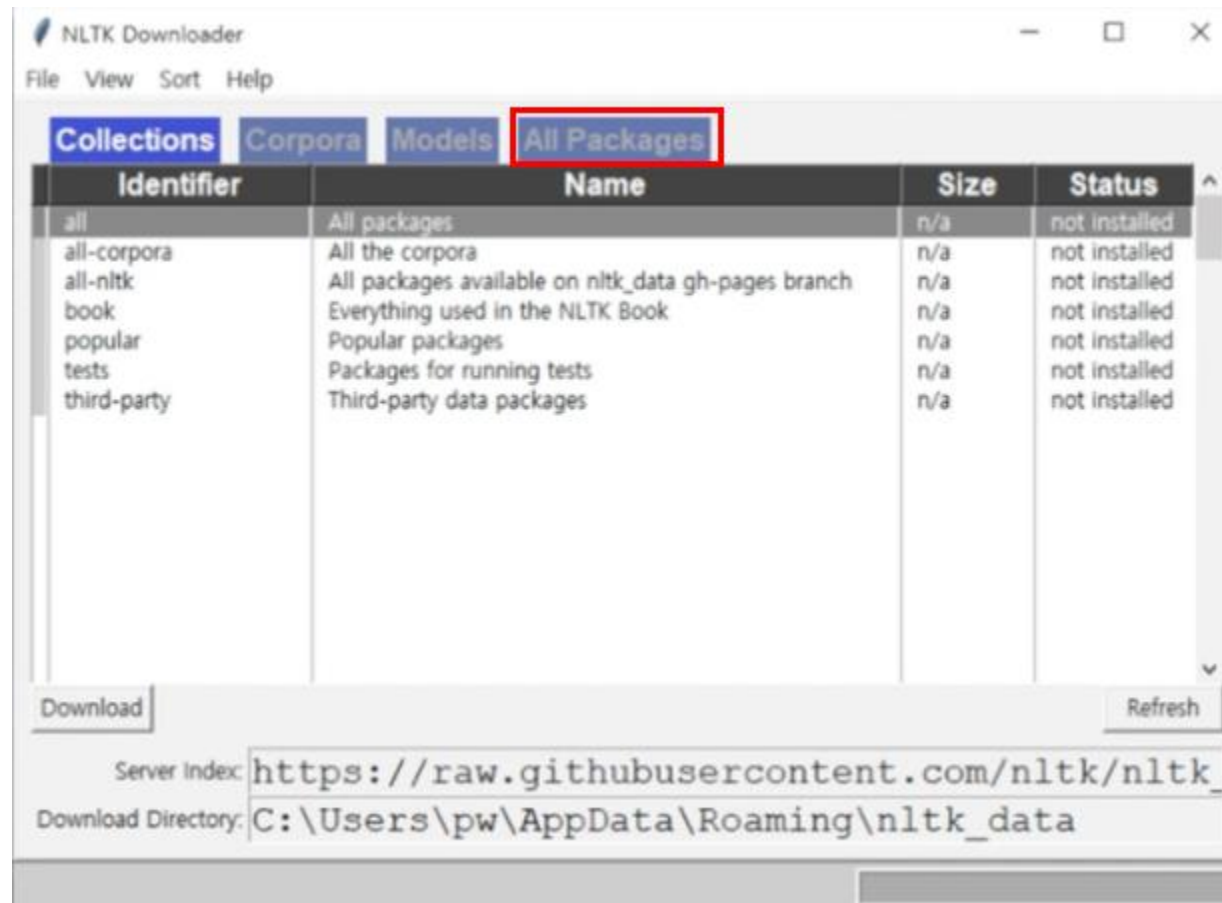 NLTK Downloader
File View Sort Help
Collections Corpora Models All Packages
Identifier Name Size Status
all All packages n/a not installed
all-corpora All the corpora n/a not installed
all-nltk All packages available on nltk_data gh-pages branch n/a not installed
book Everything used in the NLTK Book n/a not installed
popular Popular packages n/a not installed
tests Packages for running tests n/a not installed
third-party Third-party data packages n/a not installed
Download Refresh
Server Index: https://raw.githubusercontent.com/nltk/nltk_
Download Directory: C:\Users\pw\AppData\Roaming\nltk_data